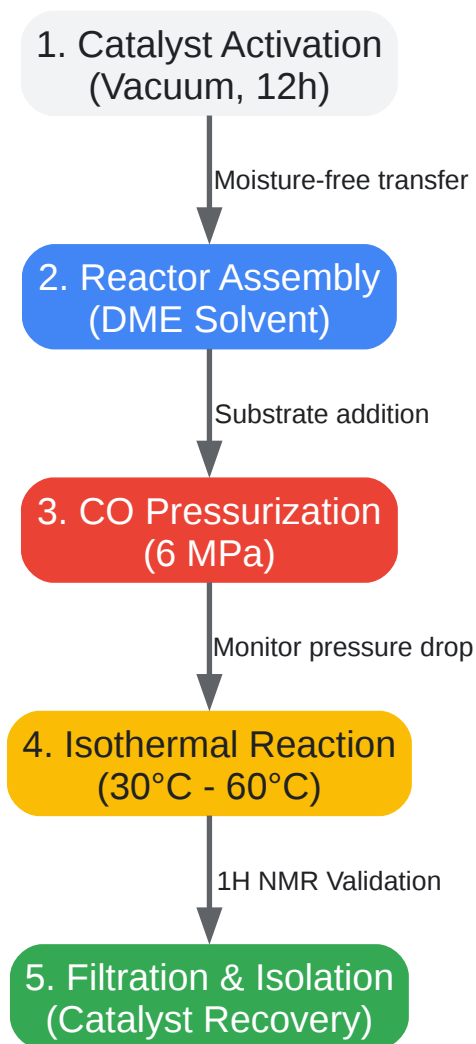 1. Catalyst Activation
(Vacuum, 12h)
Moisture-free transfer
2. Reactor Assembly
(DME Solvent)
Substrate addition
3. CO Pressurization
(6 MPa)
Monitor pressure drop
4. Isothermal Reaction
(30°C - 60°C)
1H NMR Validation
5. Filtration & Isolation
(Catalyst Recovery)